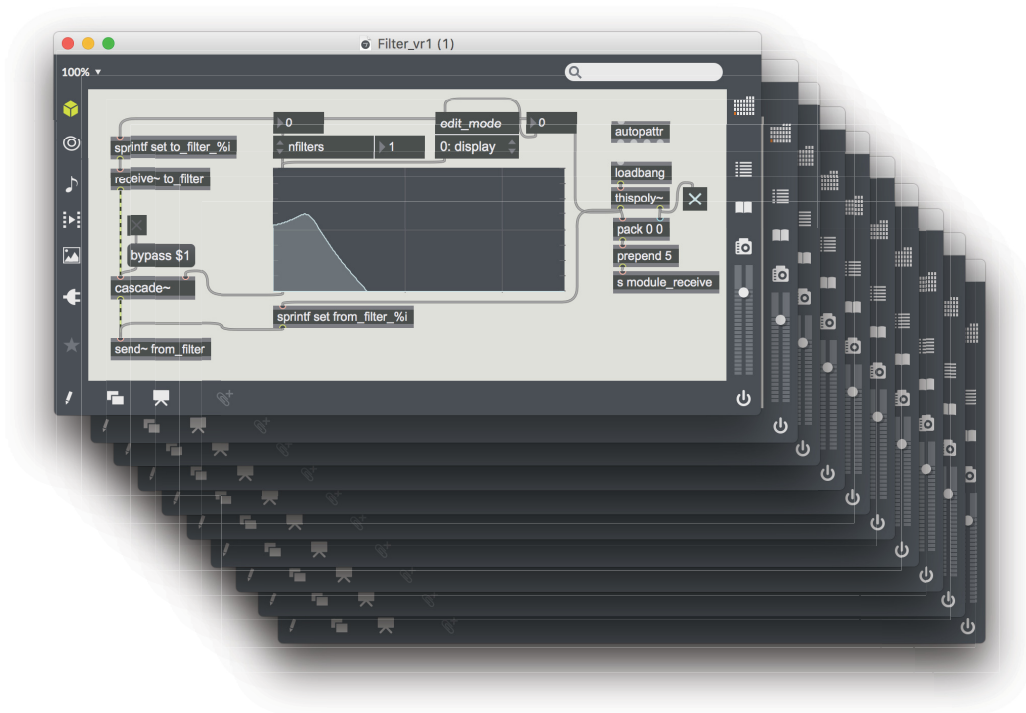 Filter_vr1 (1)
100% ▼
0
edit_mode
0
autopattr
sprintf set to_filter_%i
nfilters
1
0: display
receive~ to_filter
loadbang
thispoly~
pack 0 0
bypass $1
prepend 5
cascade~
s module_receive
sprintf set from_filter_%i
send~ from_filter